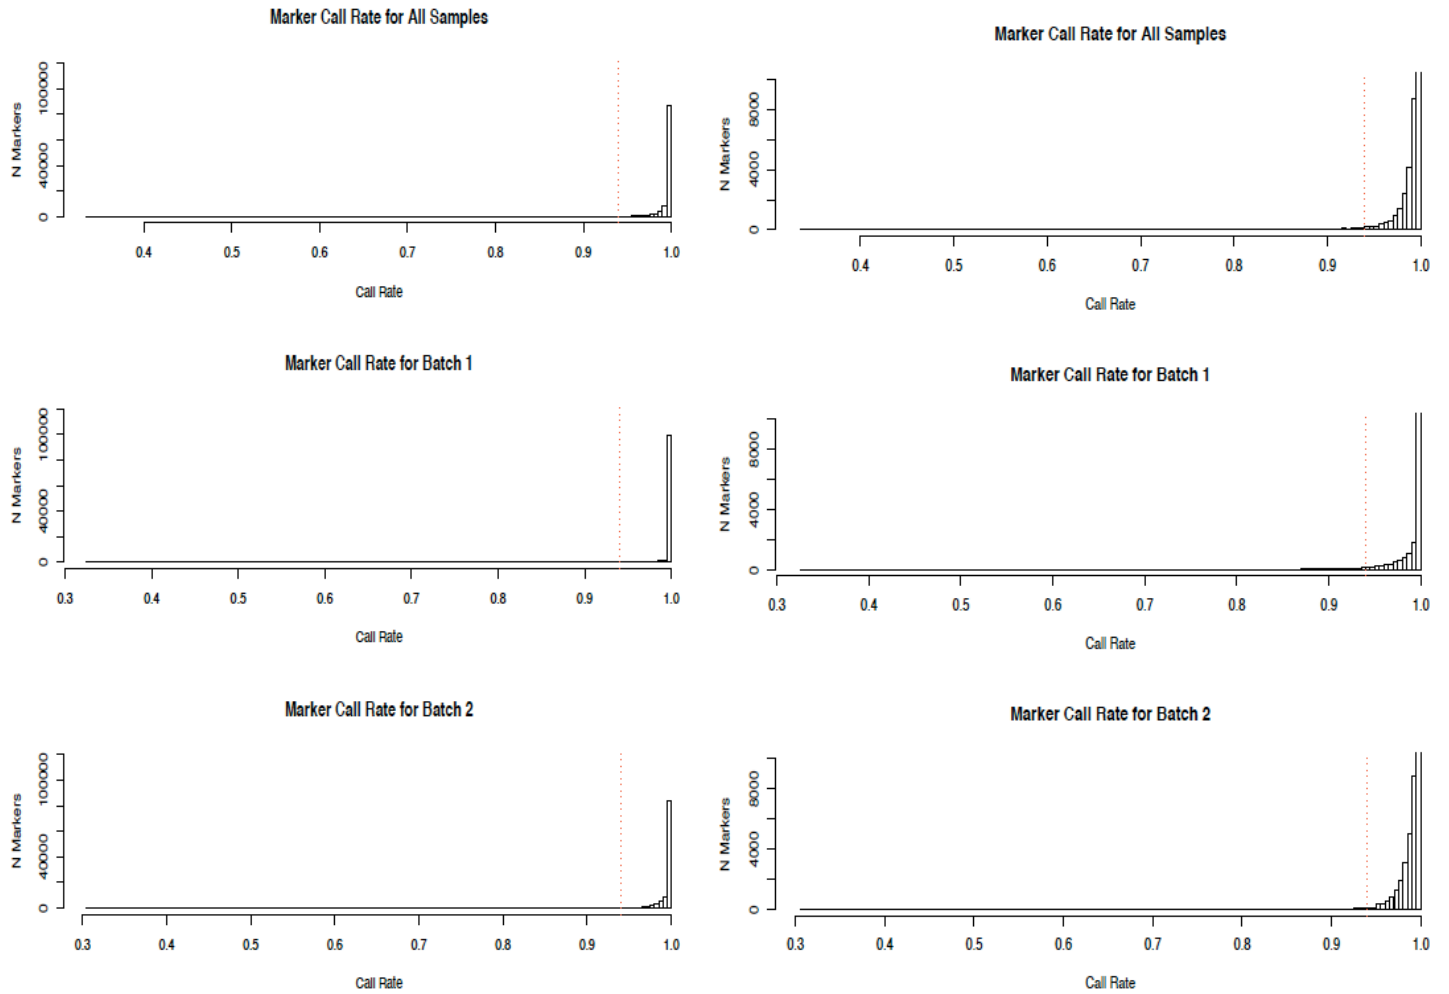 Marker Call Rate for All Samples
N Markers
0 40000 100000
0.4 0.5 0.6 0.7 0.8 0.9 1.0
Call Rate
Marker Call Rate for All Samples
N Markers
0 4000 8000
0.4 0.5 0.6 0.7 0.8 0.9 1.0
Call Rate
Marker Call Rate for Batch 1
N Markers
0 40000 100000
0.3 0.4 0.5 0.6 0.7 0.8 0.9 1.0
Call Rate
Marker Call Rate for Batch 1
N Markers
0 4000 8000
0.3 0.4 0.5 0.6 0.7 0.8 0.9 1.0
Call Rate
Marker Call Rate for Batch 2
N Markers
0 40000 100000
0.3 0.4 0.5 0.6 0.7 0.8 0.9 1.0
Call Rate
Marker Call Rate for Batch 2
N Markers
0 4000 8000
0.3 0.4 0.5 0.6 0.7 0.8 0.9 1.0
Call Rate